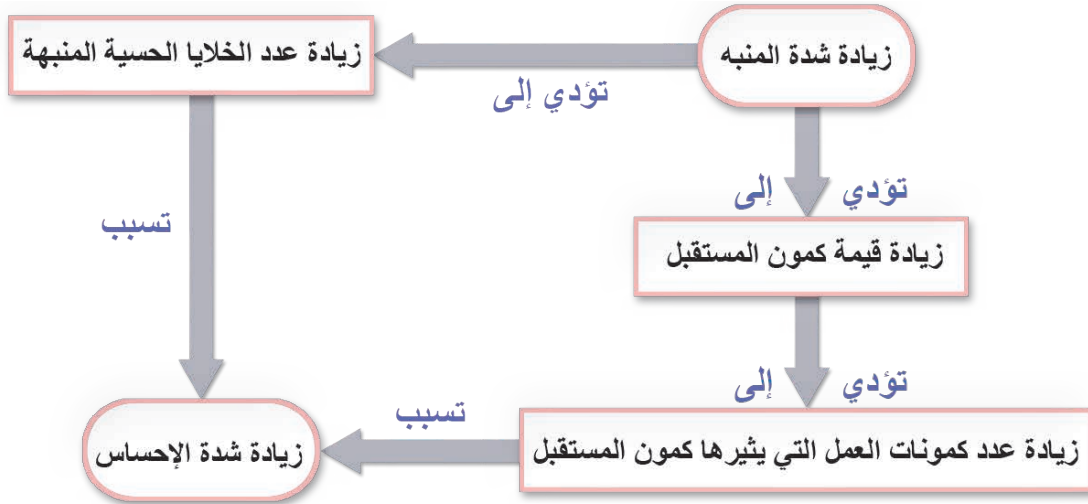 زيادة شدة المنبه
تؤدي إلى
زيادة عدد الخلايا الحسية المنبهة
تسبب
تؤدي إلى
زيادة قيمة كمون المستقبل
تؤدي إلى
زيادة عدد كمونات العمل التي يثيرها كمون المستقبل
تسبب
زيادة شدة الإحساس